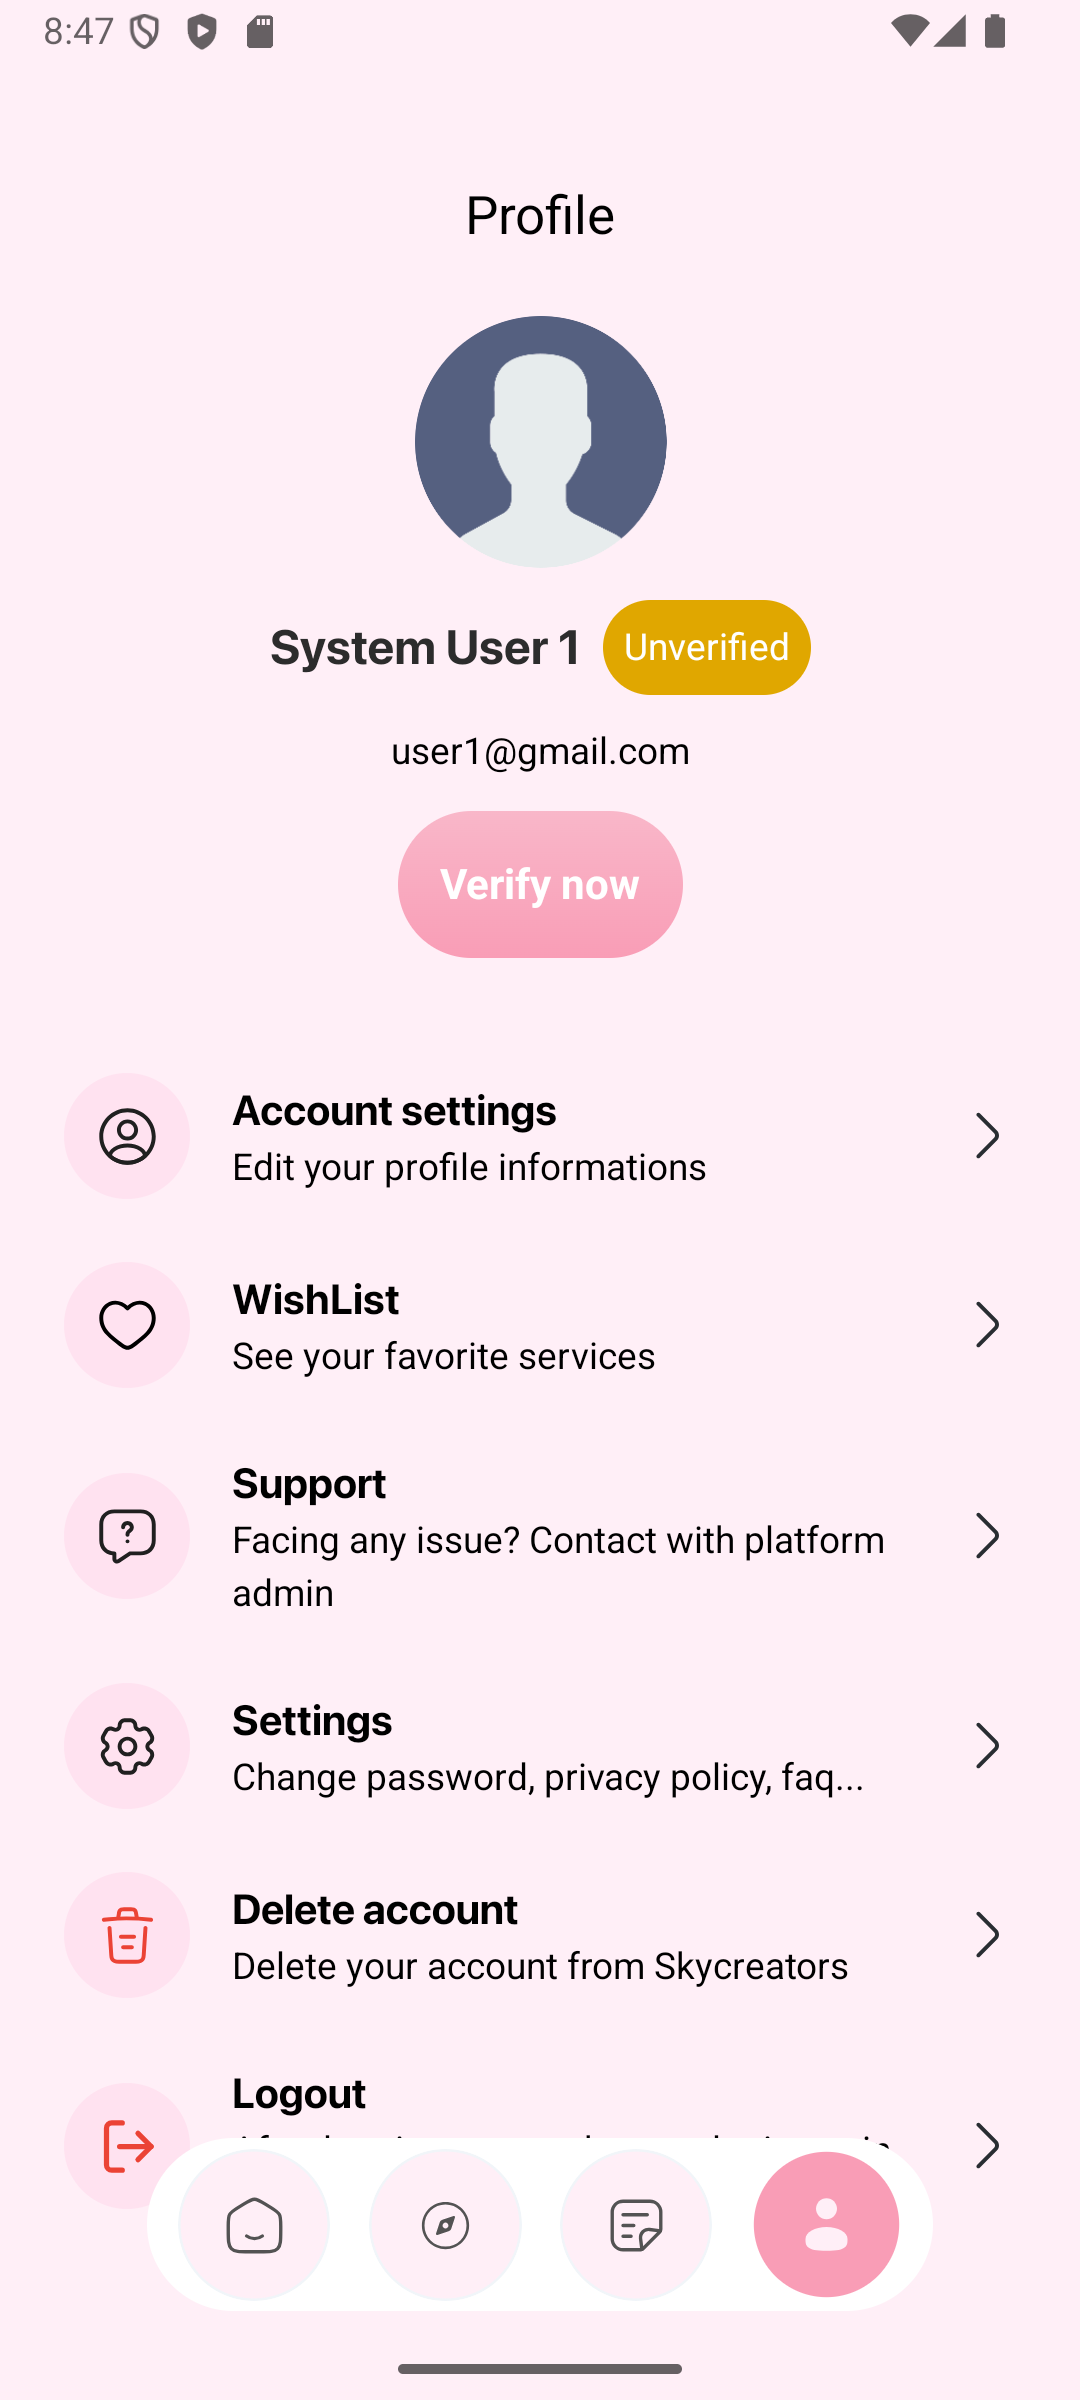 8:47
Profile
System User 1
Unverified
user1@gmail.com
Verify now
Account settings
Edit your profile informations
WishList
See your favorite services
Support
Facing any issue? Contact with platform
admin
Settings
Change password, privacy policy, faq...
Delete account
Delete your account from Skycreators
Logout